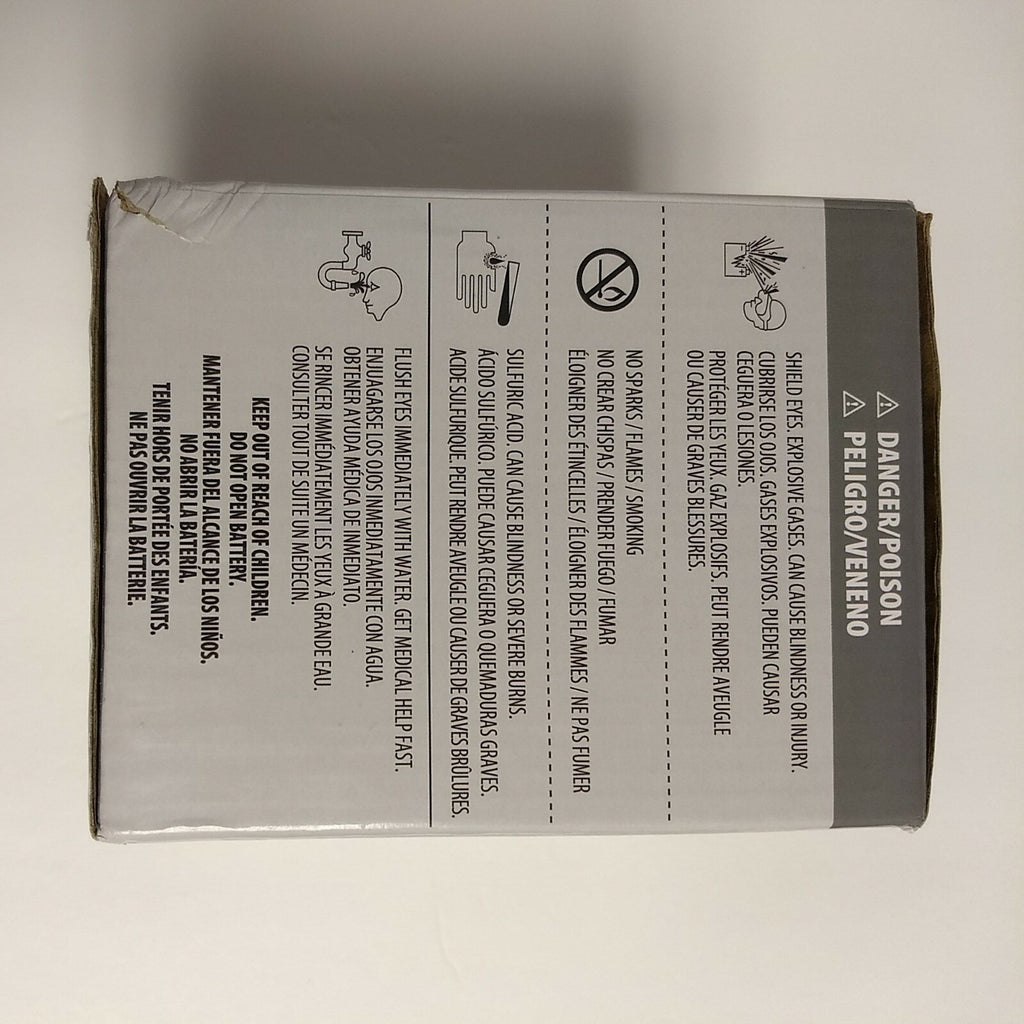 DANGER/POISON
PELIGRO/VENENO
SHIELD EYES. EXPLOSIVE GASES. CAN CAUSE BLINDNESS OR INJURY.
CUBRIRSE LOS OJOS. GASES EXPLOSIVOS. PUEDEN CAUSAR
CEGUERA O LESIONES.
PROTÉGER LES YEUX. GAZ EXPLOSIFS. PEUT RENDRE AVEUGLE
OU CAUSER DE GRAVES BLESSURES.
NO SPARKS / FLAMES / SMOKING
NO CREAR CHISPAS / PRENDER FUEGO / FUMAR
ÉLOIGNER DES ÉTINCELLES / ÉLOIGNER DES FLAMMES / NE PAS FUMER
SULFURIC ACID. CAN CAUSE BLINDNESS OR SEVERE BURNS.
ÁCIDO SULFÚRICO. PUEDE CAUSAR CEGUERA O QUEMADURAS GRAVES.
ACIDE SULFURIQUE. PEUT RENDRE AVEUGLE OU CAUSER DE GRAVES BRÛLURES.
FLUSH EYES IMMEDIATELY WITH WATER. GET MEDICAL HELP FAST.
ENJUAGARSE LOS OJOS INMEDIATAMENTE CON AGUA.
OBTENER AYUDA MÉDICA DE INMEDIATO.
SE RINCER IMMÉDIATEMENT LES YEUX À GRANDE EAU.
CONSULTER TOUT DE SUITE UN MÉDECIN.
KEEP OUT OF REACH OF CHILDREN.
DO NOT OPEN BATTERY.
MANTENER FUERA DEL ALCANCE DE LOS NIÑOS.
NO ABRIR LA BATERÍA.
TENIR HORS DE PORTÉE DES ENFANTS.
NE PAS OUVRIR LA BATTERIE.